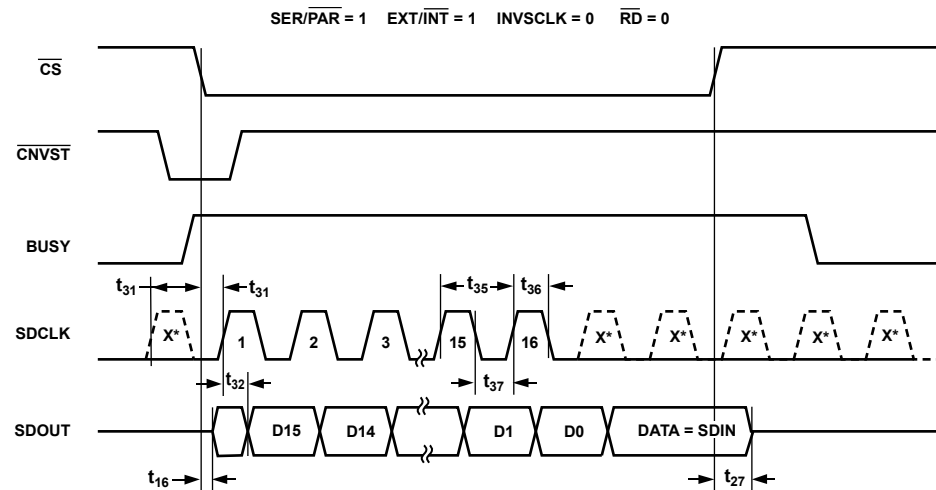 SER/PAR = 1 EXT/INT = 1 INVSCLK = 0 RD = 0
CS
CNVST
BUSY
t31 t31 t35 t36
SDCLK X* 1 2 3 15 16 X* X* X* X* X*
t32 t37
SDOUT D15 D14 D1 D0 DATA = SDIN
t16 t27